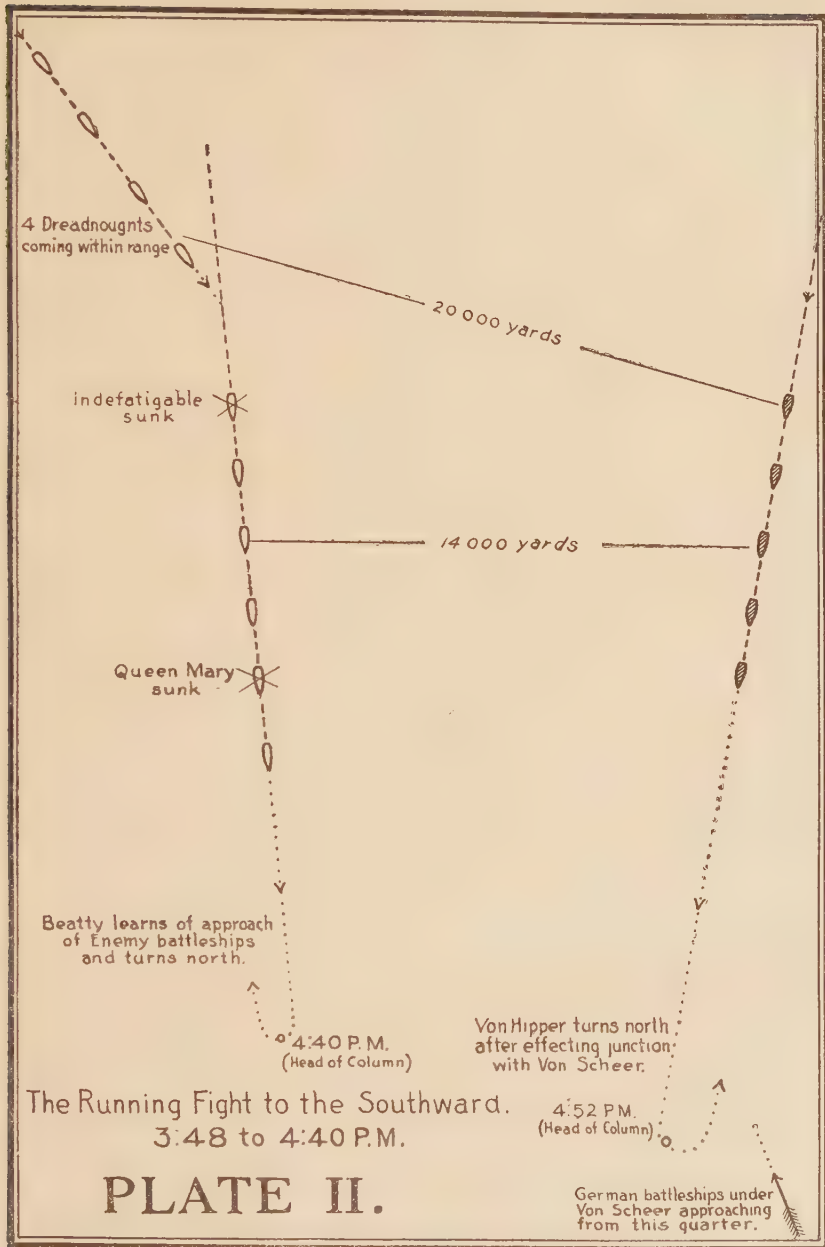 4 Dreadnoughts
coming within range
20 000 yards
indefatigable
sunk
14 000 yards
Queen Mary
sunk
Beatty learns of approach
of Enemy battleships
and turns north.
4:40 P.M.
(Head of Column)
Von Hipper turns north
after effecting junction
with Von Scheer.
4:52 P.M.
(Head of Column)
The Running Fight to the Southward.
3:48 to 4:40 P.M.
PLATE II.
German battleships under
Von Scheer approaching
from this quarter.